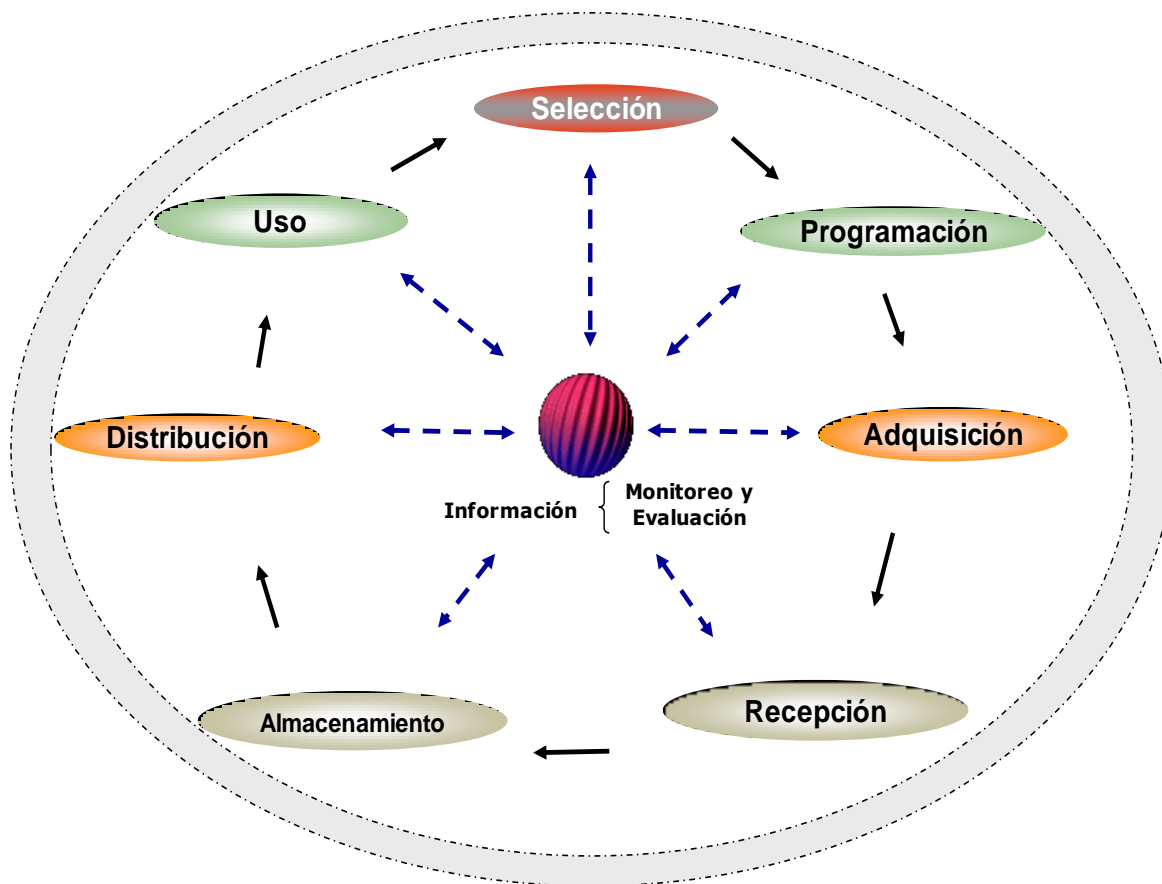 Selección
Uso
Programación
Distribución
Adquisición
Información
Monitoreo y
Evaluación
Almacenamiento
Recepción